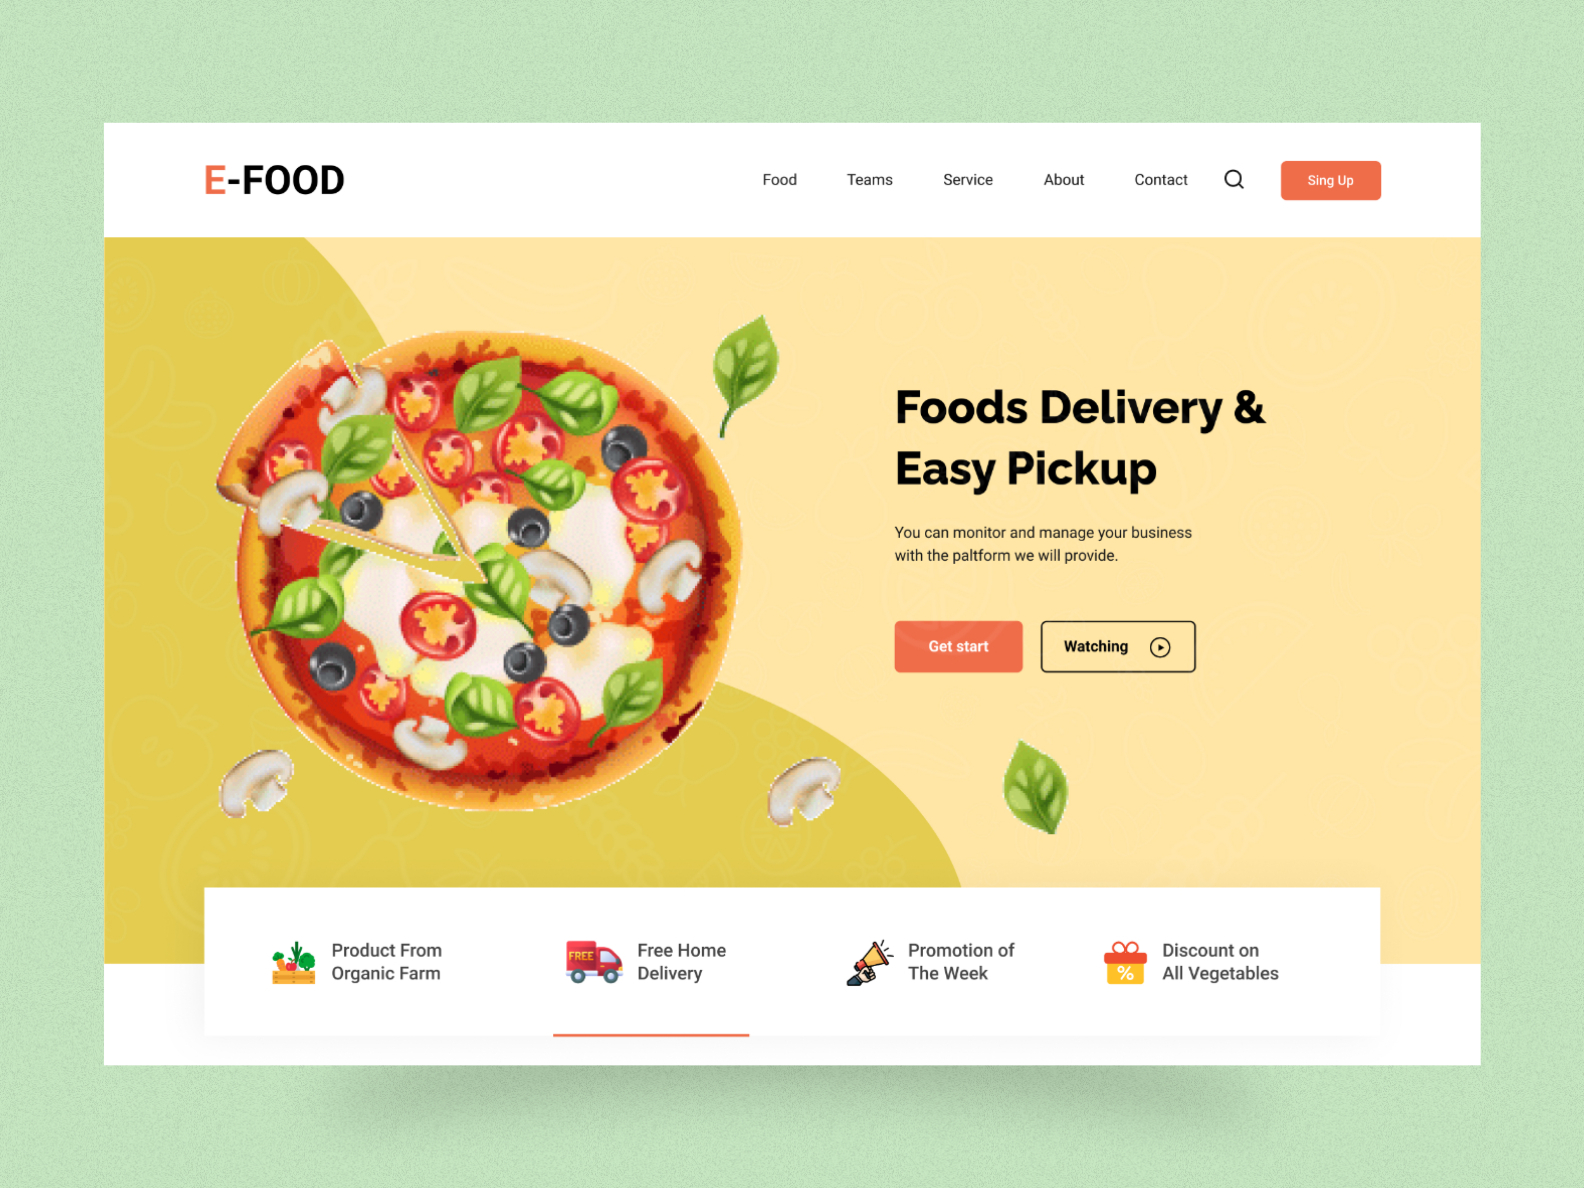 E-FOOD
Food
Teams
Service
About
Contact
Sing Up
Foods Delivery &
Easy Pickup
You can monitor and manage your business
with the paltform we will provide.
Get start
Watching
Product From
Organic Farm
FREE
Free Home
Delivery
Promotion of
The Week
%
Discount on
All Vegetables